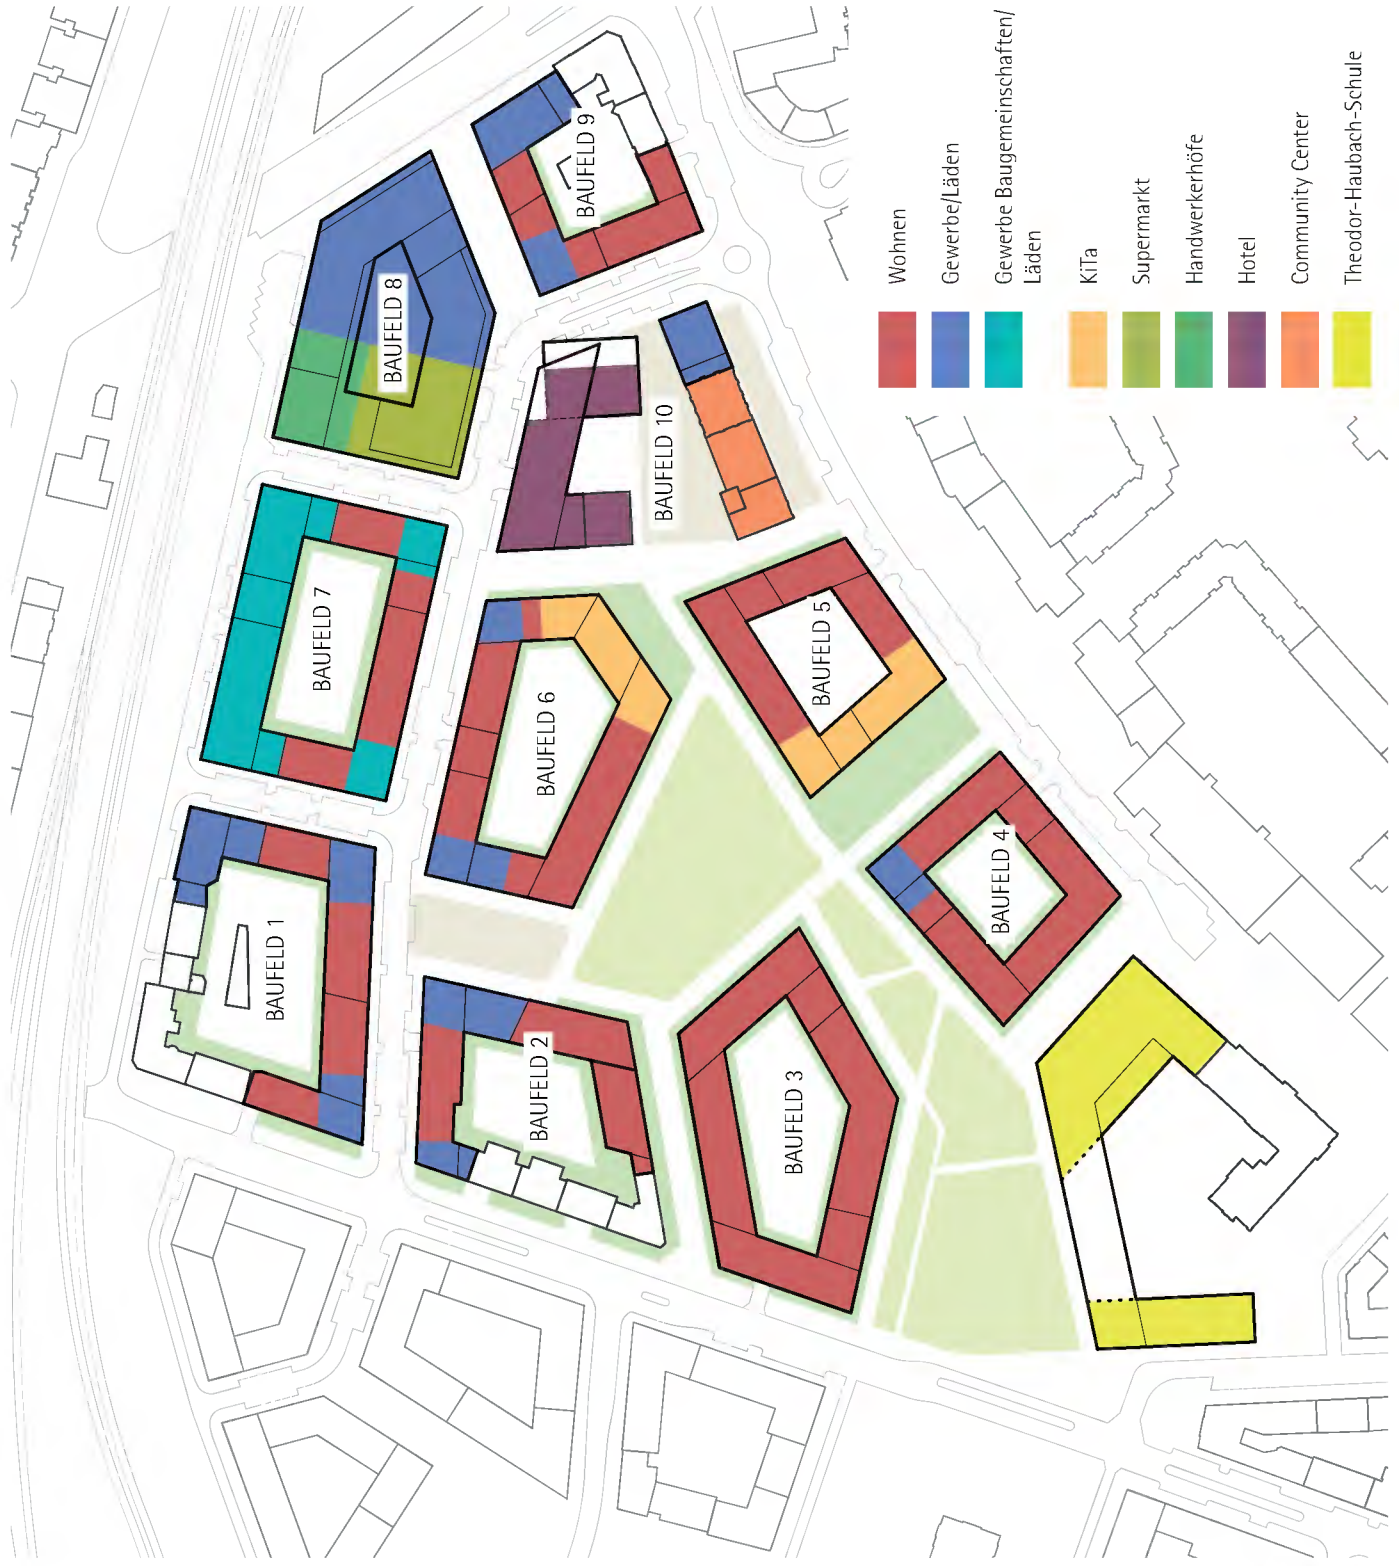 BAUFELD 1
BAUFELD 2
BAUFELD 3
BAUFELD 4
BAUFELD 5
BAUFELD 6
BAUFELD 7
BAUFELD 8
BAUFELD 9
BAUFELD 10
Wohnen
Gewerbe/Läden
Gewerbe Baugemeinschaften/
Läden
KiTa
Supermarkt
Handwerkerhöfe
Hotel
Community Center
Theodor-Haubach-Schule